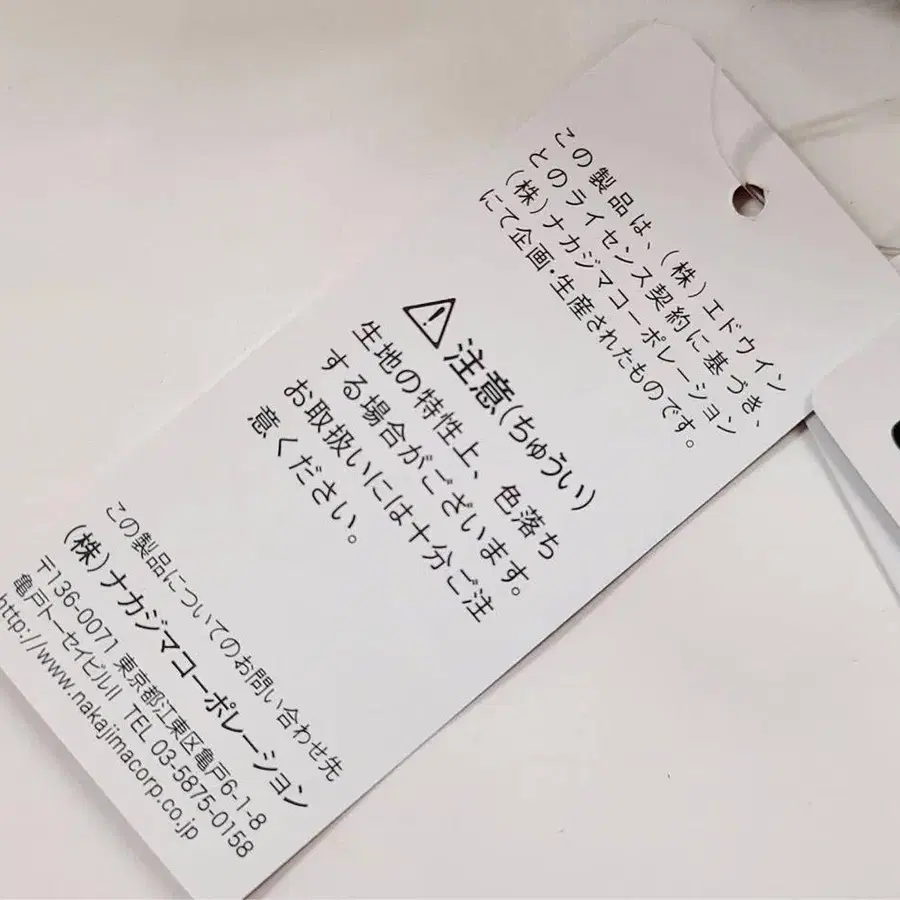 この製品は、(株)エドウイン
とのライセンス契約に基づき、
(株)ナカジマコーポレーション
にて企画・生産されたものです。
注意(ちゅうい)
生地の特性上、色落ち
する場合がございます。
お取扱いには十分ご注
意ください。
この製品についてのお問い合わせ先
(株)ナカジマコーポレーション
〒136-0071 東京都江東区亀戸6-1-8
亀戸トーセイビルII TEL 03-5875-0158
http://www.nakajimacorp.co.jp